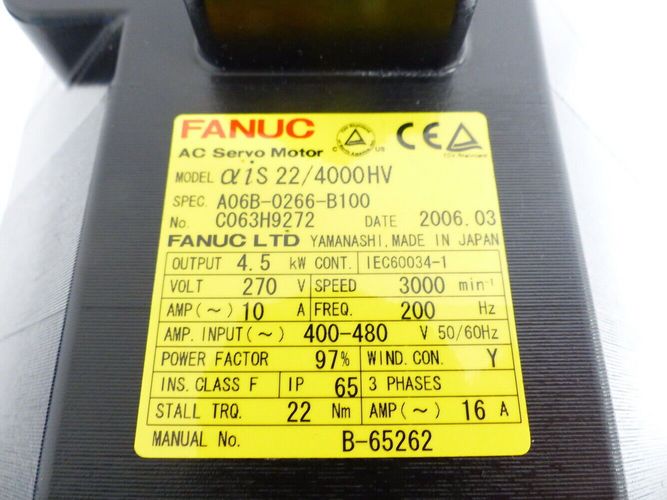 FANUC
AC Servo Motor
MODEL αiS 22/4000HV
SPEC. A06B-0266-B100
No. C063H9272 DATE 2006.03
FANUC LTD YAMANASHI, MADE IN JAPAN
OUTPUT 4.5 kW CONT. IEC60034-1
VOLT 270 V SPEED 3000 min⁻¹
AMP(~) 10 A FREQ. 200 Hz
AMP. INPUT(~) 400-480 V 50/60Hz
POWER FACTOR 97% WIND. CON. Y
INS. CLASS F IP 65 3 PHASES
STALL TRQ. 22 Nm AMP(~) 16 A
MANUAL No. B-65262
C US
CE